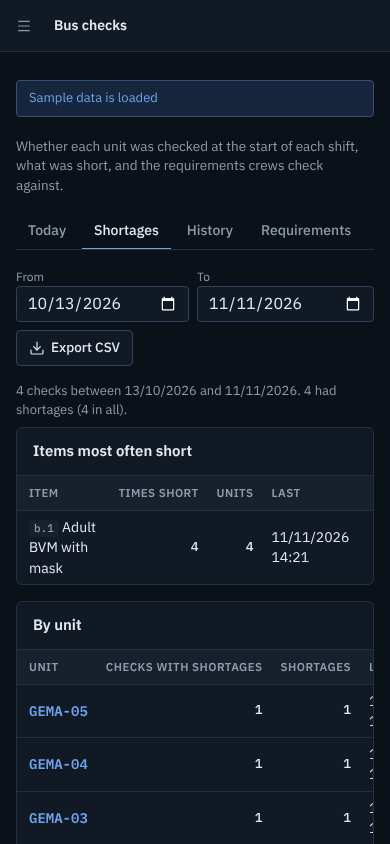 Bus checks
Sample data is loaded
Whether each unit was checked at the start of each shift,
what was short, and the requirements crews check
against.
Today Shortages History Requirements
From To
10/13/2026 11/11/2026
Export CSV
4 checks between 13/10/2026 and 11/11/2026. 4 had
shortages (4 in all).
Items most often short
ITEM TIMES SHORT UNITS LAST
b.1 Adult
BVM with
mask
4 4
11/11/2026
14:21
By unit
UNIT CHECKS WITH SHORTAGES SHORTAGES
GEMA-05 1 1
GEMA-04 1 1
GEMA-03 1 1